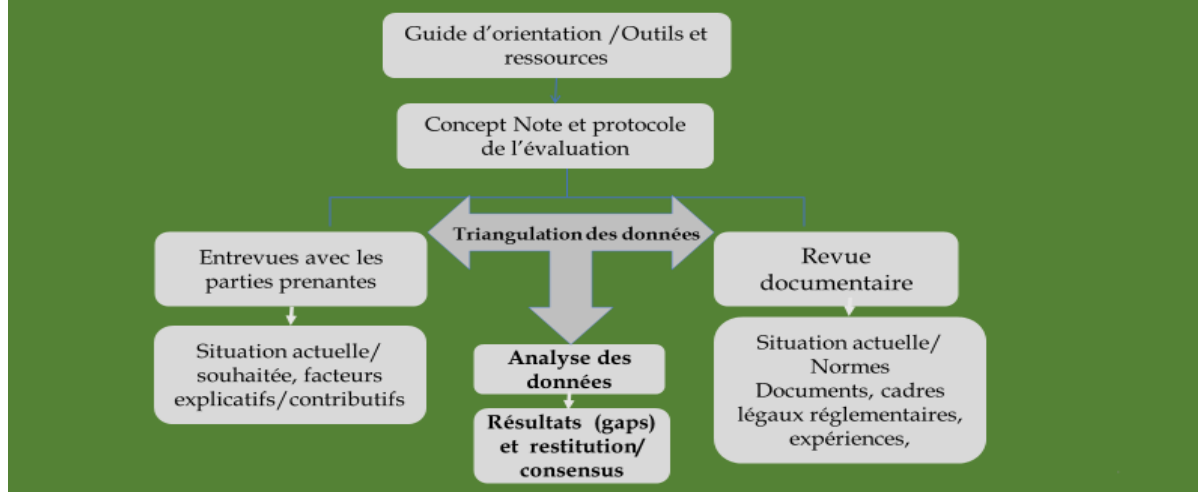 Guide d’orientation /Outils et
ressources
Concept Note et protocole
de l’évaluation
Triangulation des données
Entrevues avec les
parties prenantes
Revue
documentaire
Situation actuelle/
souhaitée, facteurs
explicatifs/contributifs
Analyse des
données
Résultats (gaps)
et restitution/
consensus
Situation actuelle/
Normes
Documents, cadres
légaux réglementaires,
expériences,